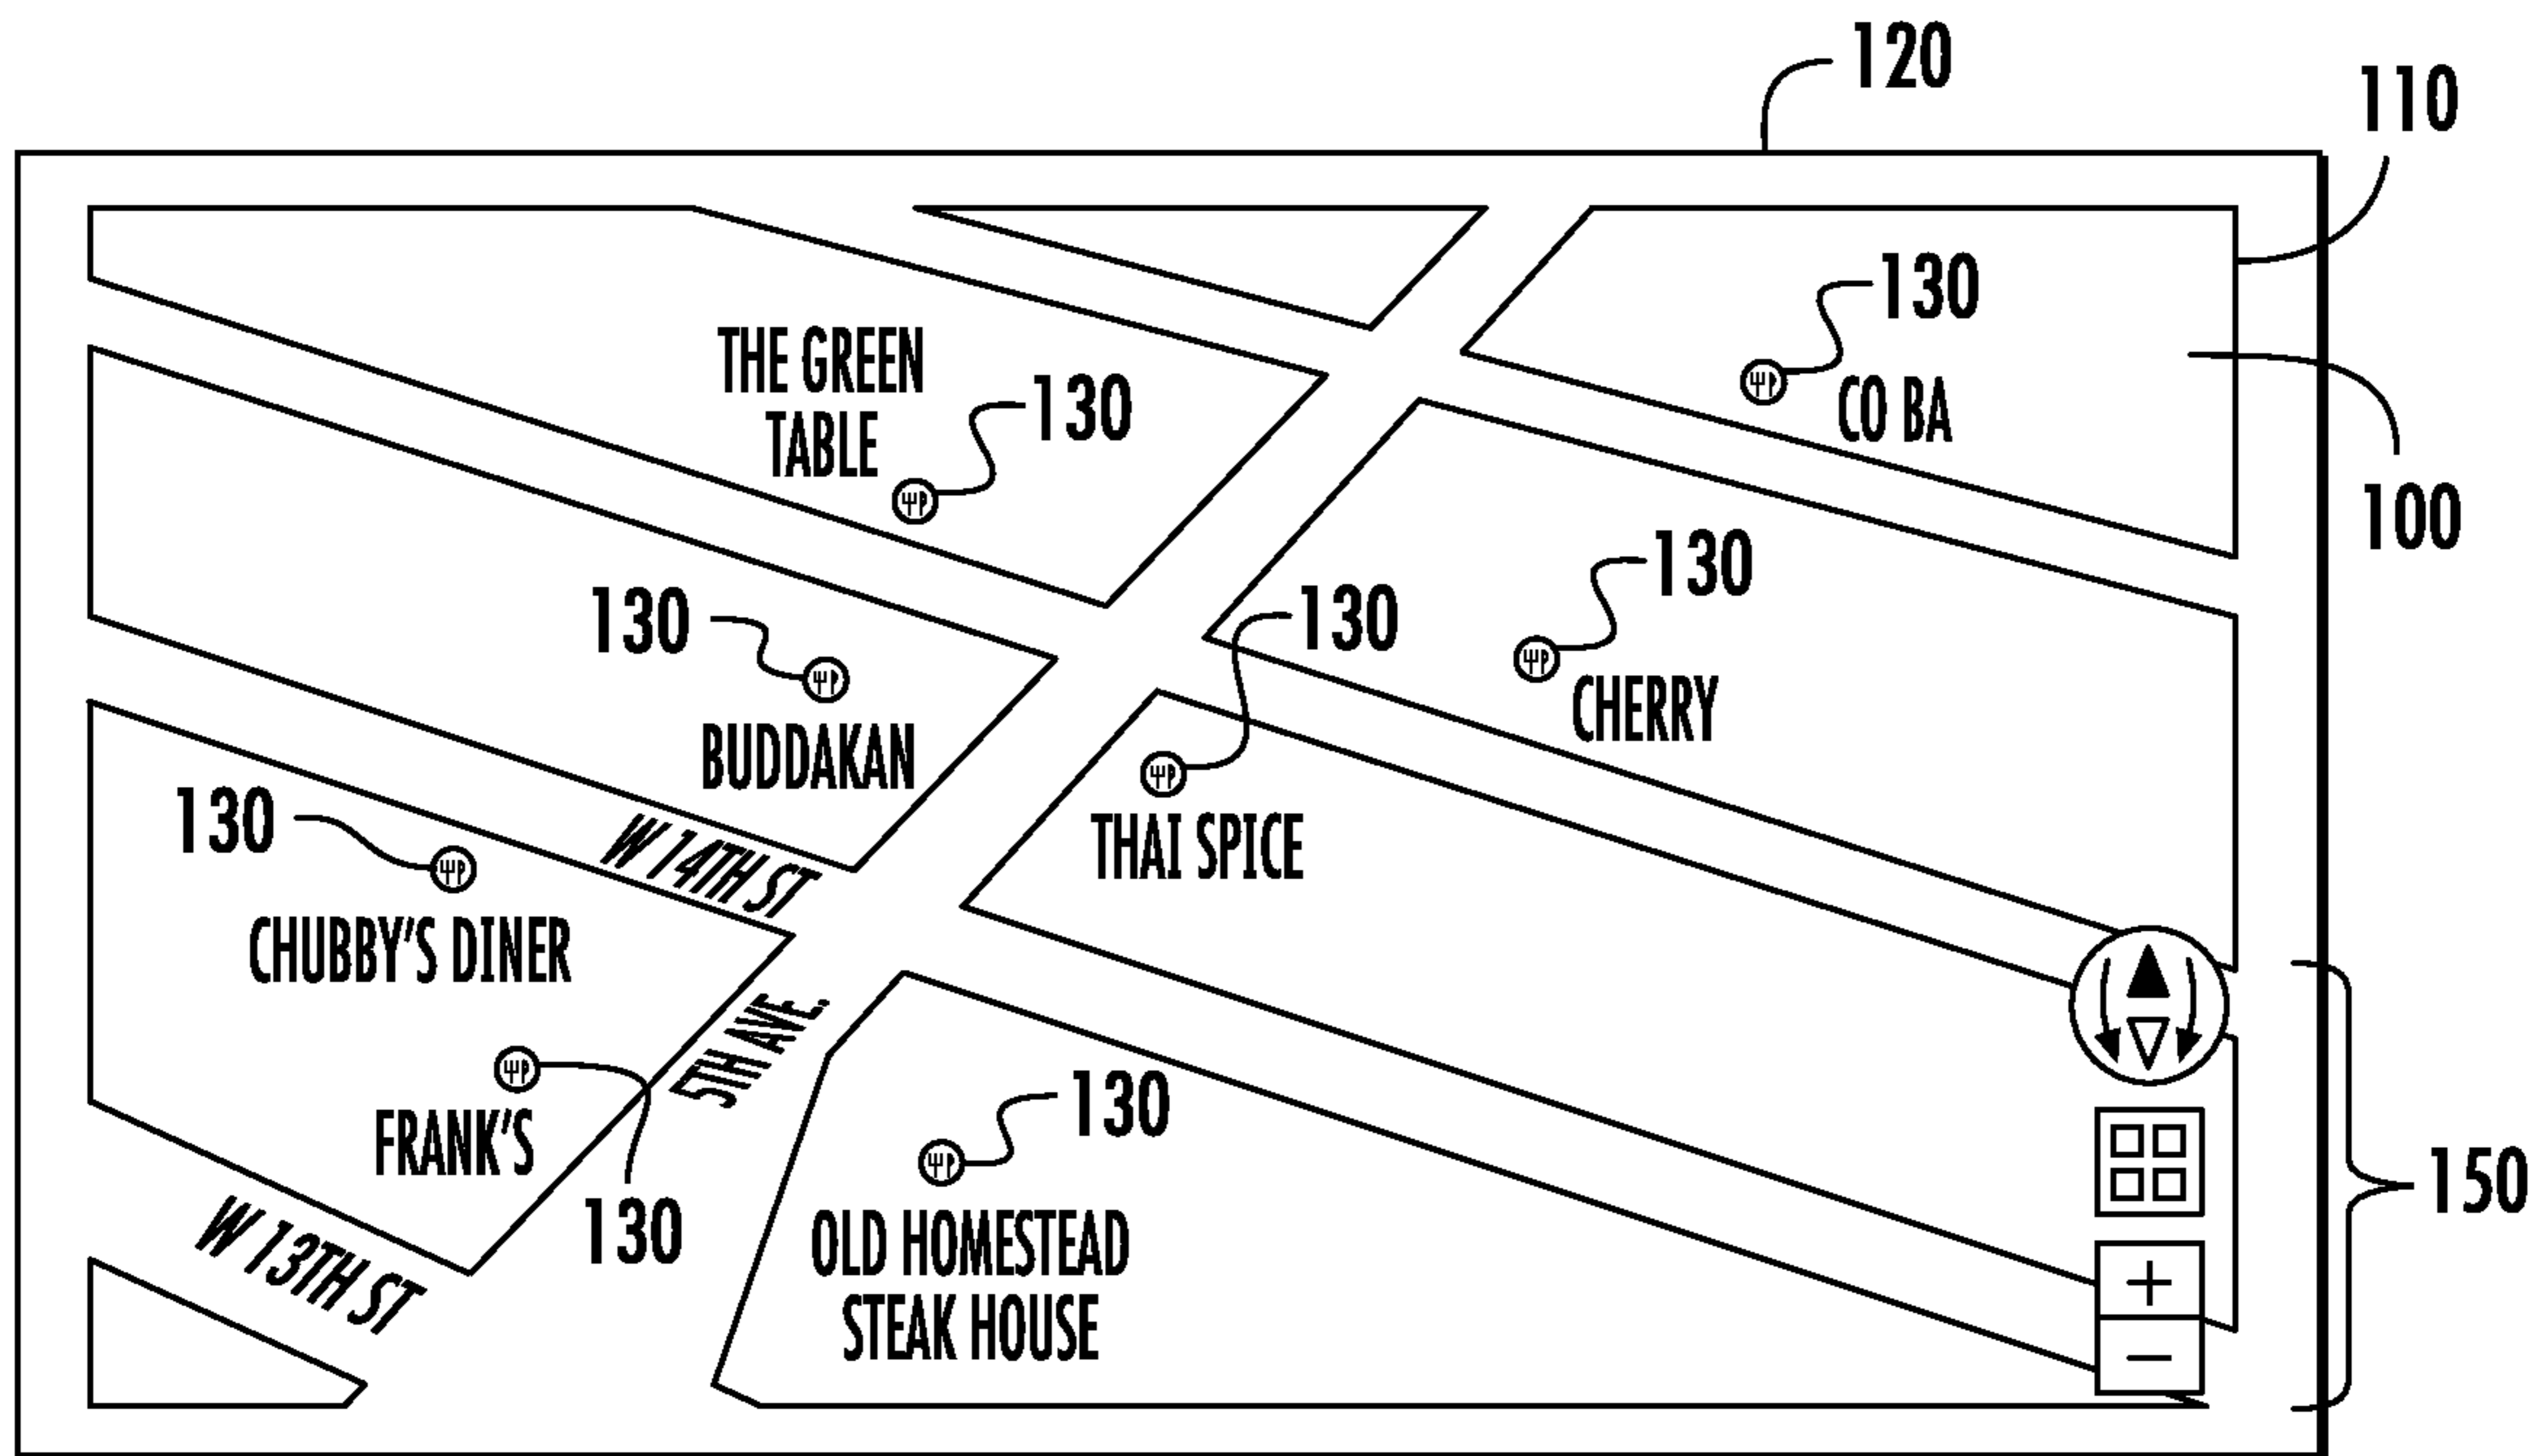 120
110
130
THE GREEN
TABLE
130
CO BA
100
130
130
130
CHERRY
BUDDAKAN
130
THAI SPICE
W 14TH ST
CHUBBY'S DINER
5TH AVE.
130
FRANK'S
150
130
W 13TH ST
OLD HOMESTEAD
STEAK HOUSE
+
−